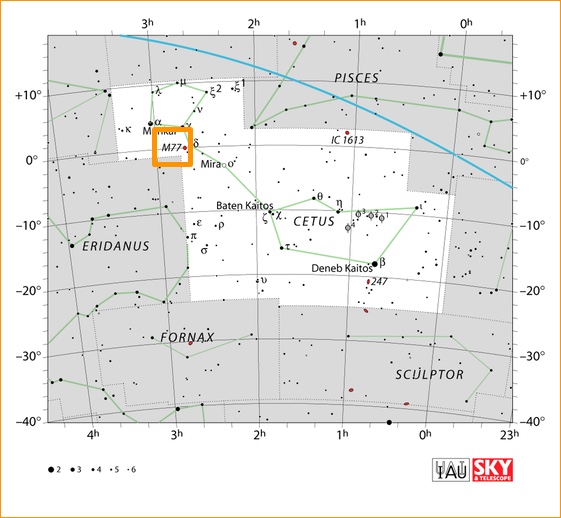 3h 2h 1h 0h
PISCES
+10° +10°
λ μ ξ2 ξ1
ν
κ α γ
M77 δ
IC 1613
0° 0°
Mira ο
Baten Kaitos θ η ι
ζ χ CETUS φ3 φ2 φ1
φ4
−10° −10°
ERIDANUS ε ρ
π
σ τ
Deneb Kaitos β
υ 247
−20° −20°
FORNAX
−30° −30°
SCULPTOR
−40° −40°
4h 3h 2h 1h 0h 23h
2 3 4 5 6
IAU SKY
& TELESCOPE